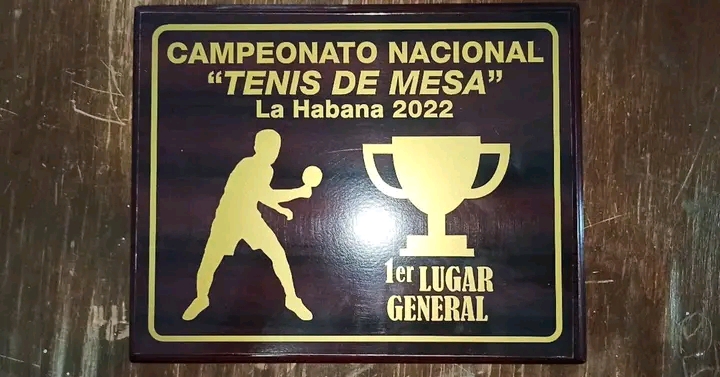 CAMPEONATO NACIONAL
“TENIS DE MESA”
La Habana 2022
1er LUGAR
GENERAL